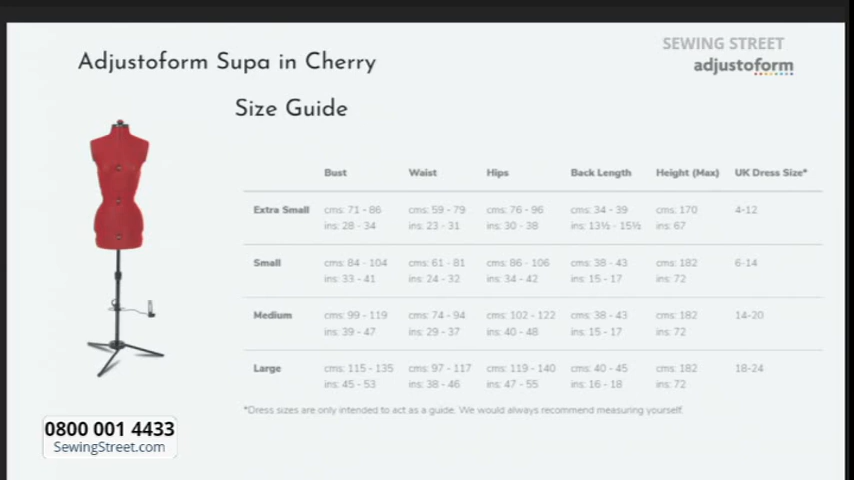 SEWING STREET
adjustoform
Adjustoform Supa in Cherry
Size Guide
Bust Waist Hips Back Length Height (Max) UK Dress Size*
Extra Small cms: 71 - 86 cms: 59 - 79 cms: 76 - 96 cms: 34 - 39 cms: 170 4-12
ins: 28 - 34 ins: 23 - 31 ins: 30 - 38 ins: 13½ - 15½ ins: 67
Small cms: 84 - 104 cms: 61 - 81 cms: 86 - 106 cms: 38 - 43 cms: 182 6-14
ins: 33 - 41 ins: 24 - 32 ins: 34 - 42 ins: 15 - 17 ins: 72
Medium cms: 99 - 119 cms: 74 - 94 cms: 102 - 122 cms: 38 - 43 cms: 182 14-20
ins: 39 - 47 ins: 29 - 37 ins: 40 - 48 ins: 15 - 17 ins: 72
Large cms: 115 - 135 cms: 97 - 117 cms: 119 - 140 cms: 40 - 45 cms: 182 18-24
ins: 45 - 53 ins: 38 - 46 ins: 47 - 55 ins: 16 - 18 ins: 72
*Dress sizes are only intended to act as a guide. We would always recommend measuring yourself.
0800 001 4433
SewingStreet.com